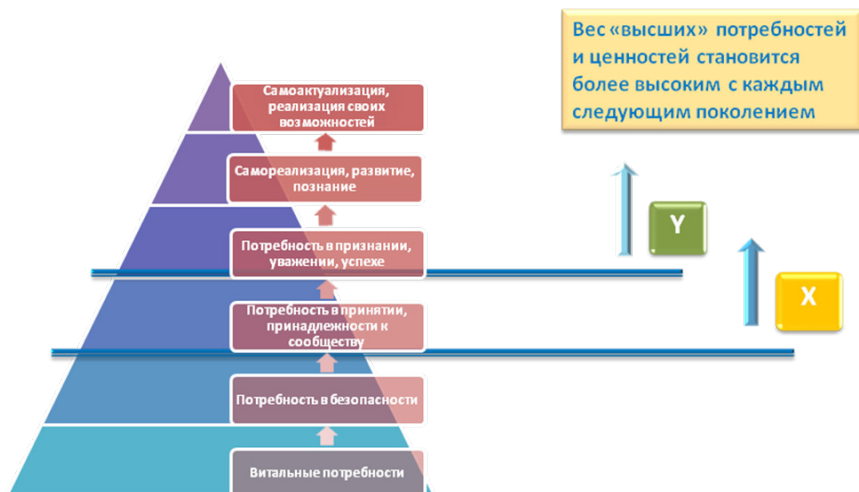 Вес «высших» потребностей
и ценностей становится
более высоким с каждым
следующим поколением
Самоактуализация,
реализация своих
возможностей
Самореализация, развитие,
познание
Y
Потребность в признании,
уважении, успехе
X
Потребность в принятии,
принадлежности к
сообществу
Потребность в безопасности
Витальные потребности